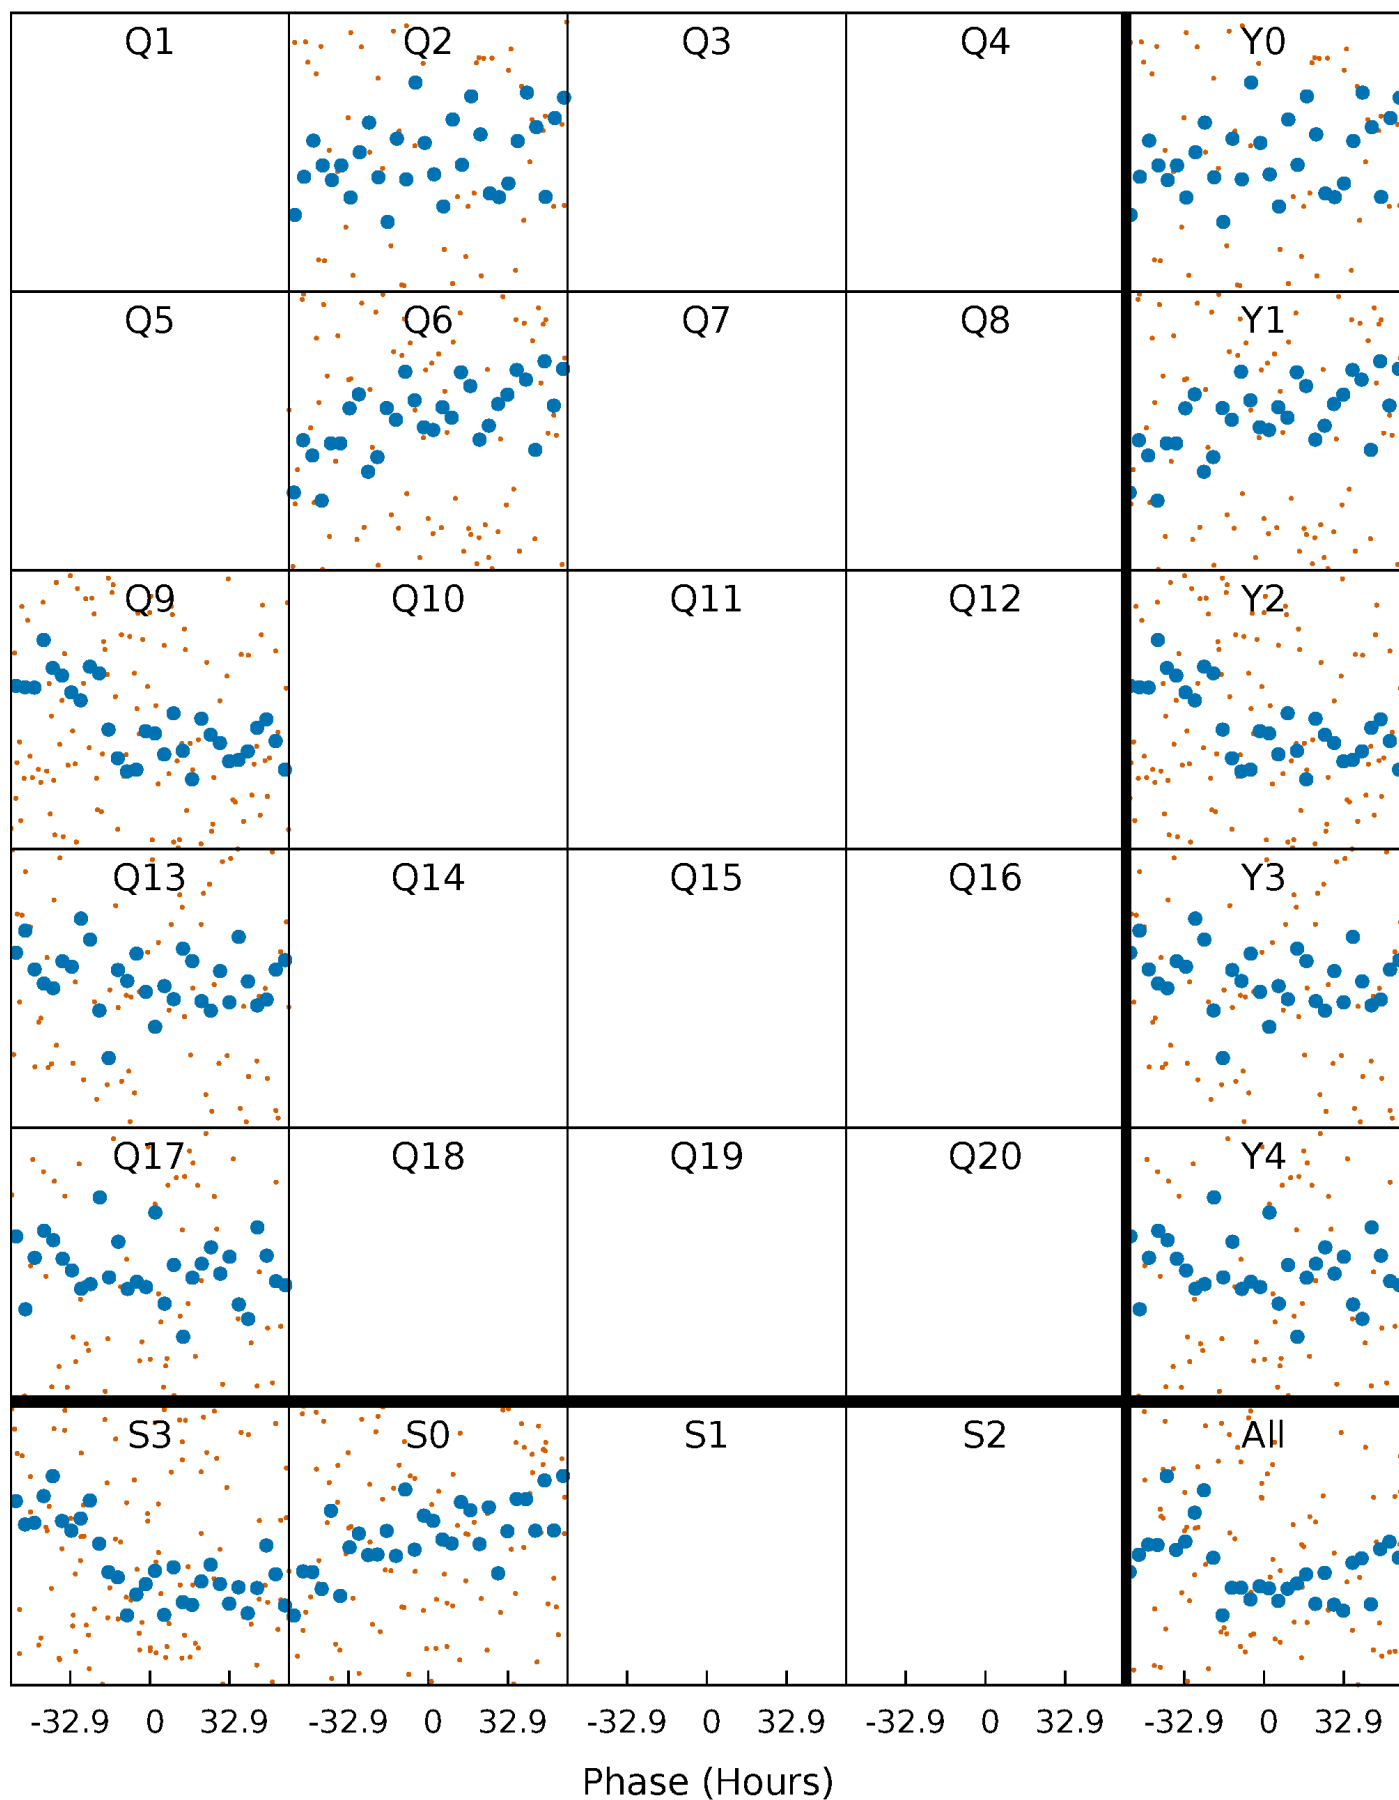 Q1 Q2 Q3 Q4 Y0
Q5 Q6 Q7 Q8 Y1
Q9 Q10 Q11 Q12 Y2
Q13 Q14 Q15 Q16 Y3
Q17 Q18 Q19 Q20 Y4
S3 S0 S1 S2 All
-32.9 0 32.9 -32.9 0 32.9 -32.9 0 32.9 -32.9 0 32.9 -32.9 0 32.9
Phase (Hours)